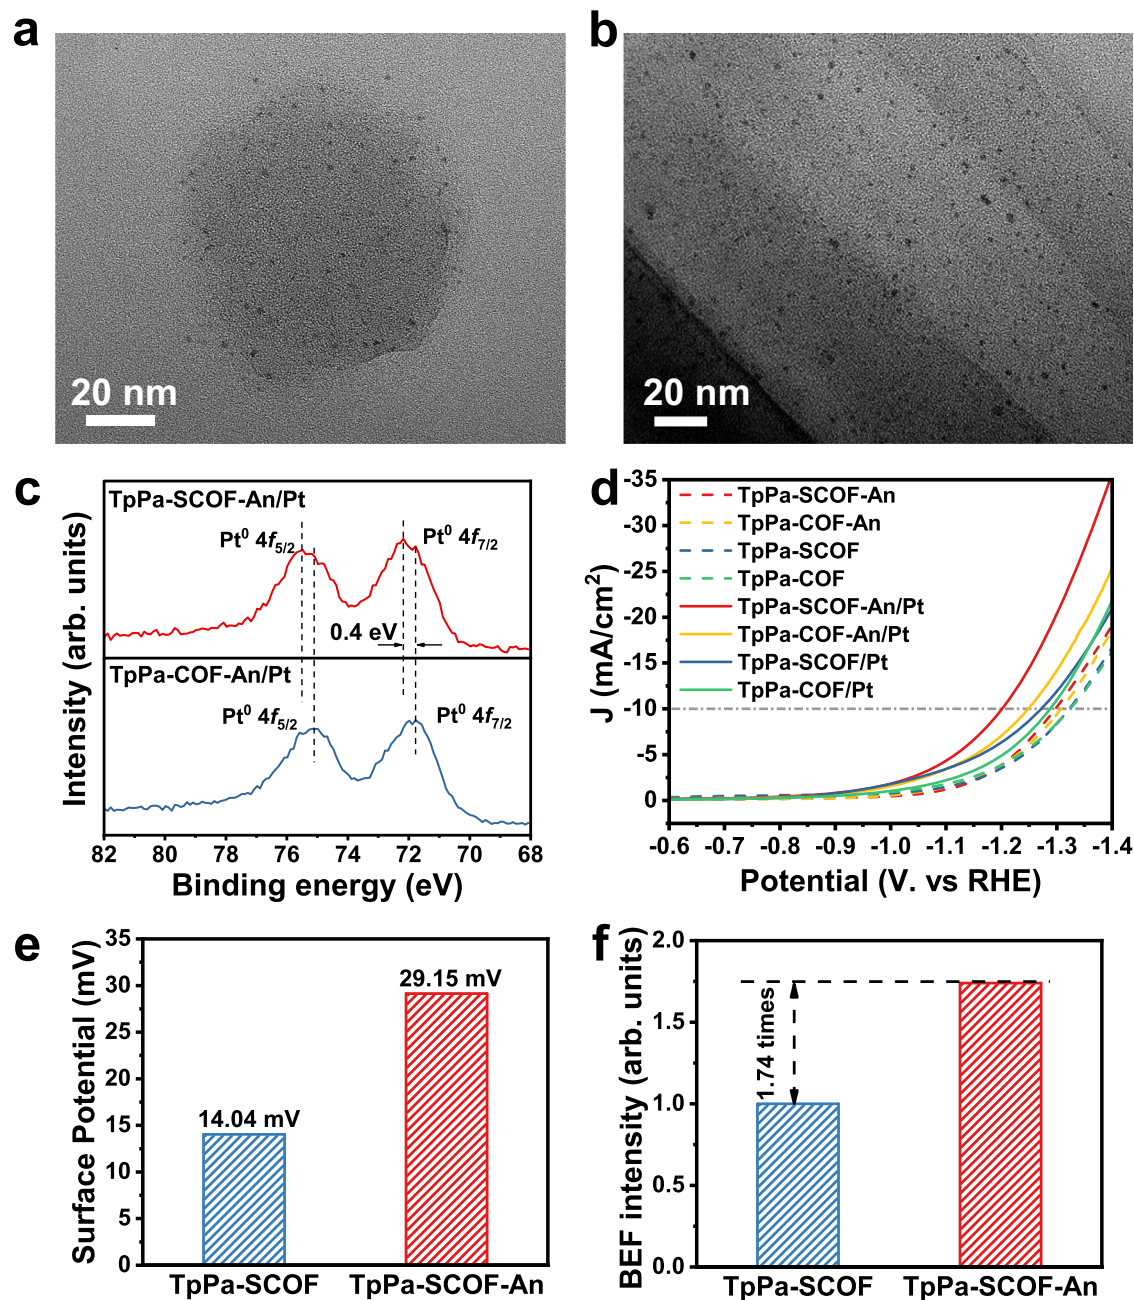 a
20 nm
b
20 nm
c
TpPa-SCOF-An/Pt
Pt⁰ 4f₅/₂
Pt⁰ 4f₇/₂
0.4 eV
TpPa-COF-An/Pt
Pt⁰ 4f₅/₂
Pt⁰ 4f₇/₂
Intensity (arb. units)
82 80 78 76 74 72 70 68
Binding energy (eV)
d
-35
-30
-25
-20
-15
-10
-5
0
J (mA/cm²)
TpPa-SCOF-An
TpPa-COF-An
TpPa-SCOF
TpPa-COF
TpPa-SCOF-An/Pt
TpPa-COF-An/Pt
TpPa-SCOF/Pt
TpPa-COF/Pt
-0.6 -0.7 -0.8 -0.9 -1.0 -1.1 -1.2 -1.3 -1.4
Potential (V. vs RHE)
e
35
30
25
20
15
10
5
0
Surface Potential (mV)
29.15 mV
14.04 mV
TpPa-SCOF TpPa-SCOF-An
f
2.0
1.5
1.0
0.5
0.0
BEF intensity (arb. units)
1.74 times
TpPa-SCOF TpPa-SCOF-An